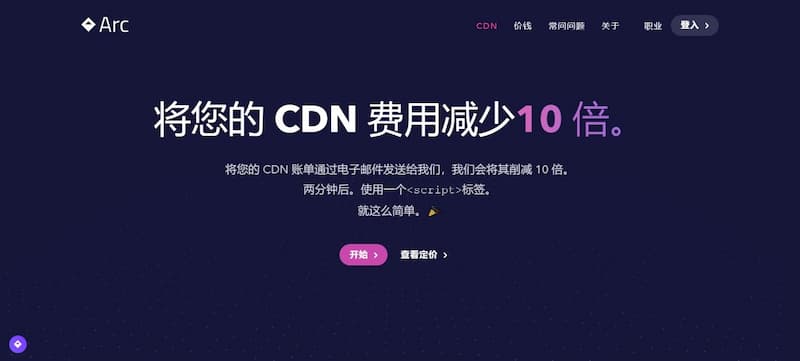 Arc
CDN 价钱 常问问题 关于 职业 登入
将您的 CDN 费用减少10 倍。
将您的 CDN 账单通过电子邮件发送给我们，我们会将其削减 10 倍。
两分钟后。使用一个<script>标签。
就这么简单。🎉
开始 查看定价